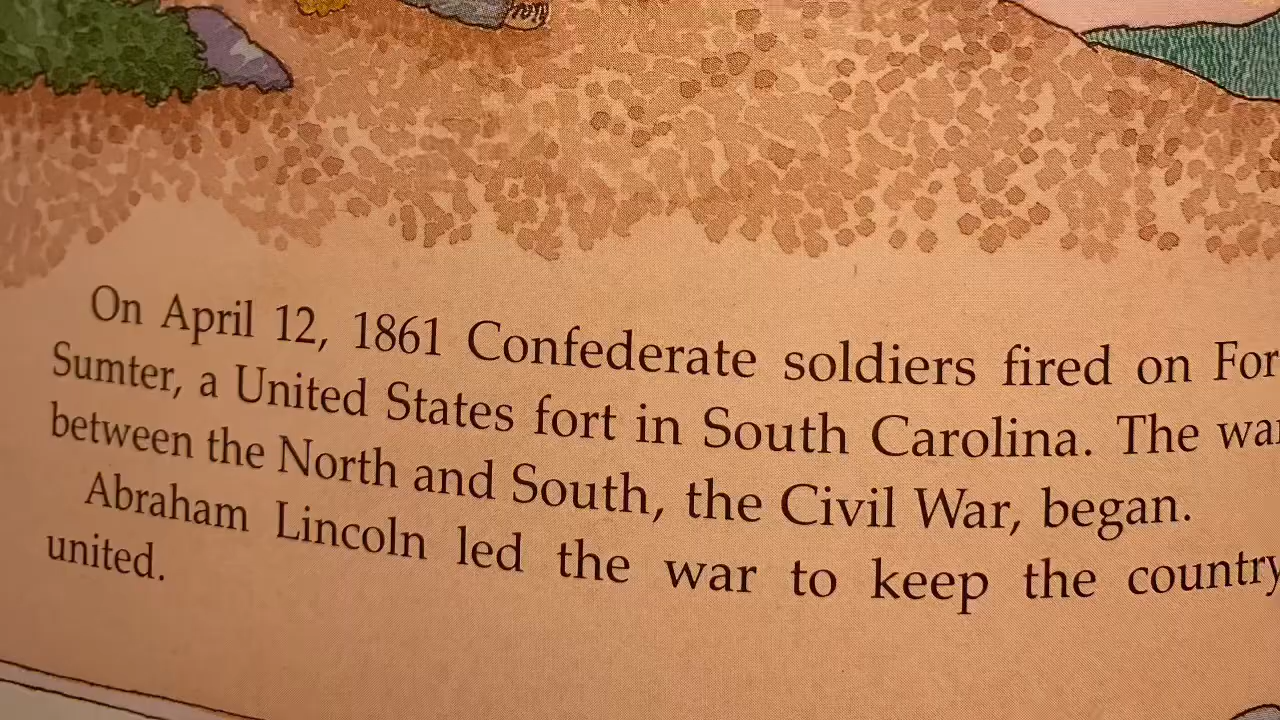 On April 12, 1861 Confederate soldiers fired on For
Sumter, a United States fort in South Carolina. The war
between the North and South, the Civil War, began.
Abraham Lincoln led the war to keep the country
united.